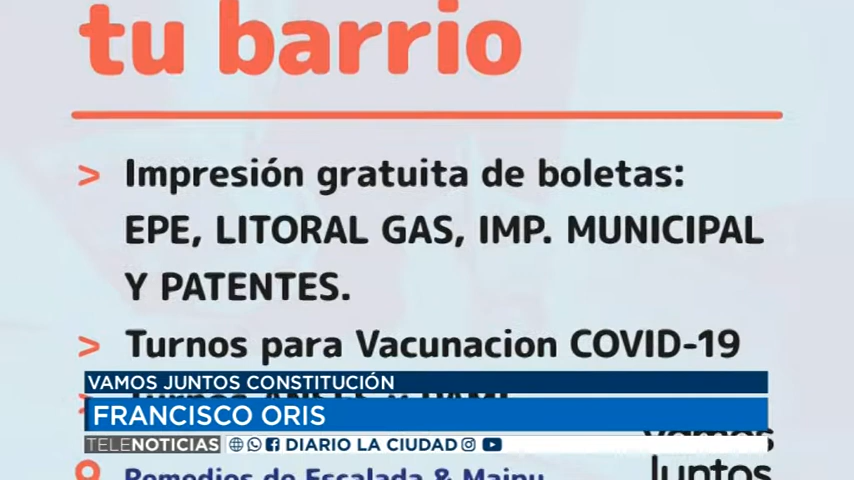 tu barrio
> Impresión gratuita de boletas:
EPE, LITORAL GAS, IMP. MUNICIPAL
Y PATENTES.
> Turnos para Vacunacion COVID-19
VAMOS JUNTOS CONSTITUCIÓN
FRANCISCO ORIS
TELENOTICIAS DIARIO LA CIUDAD
Vamos
Juntos
Remedios de Escalada & Maipu